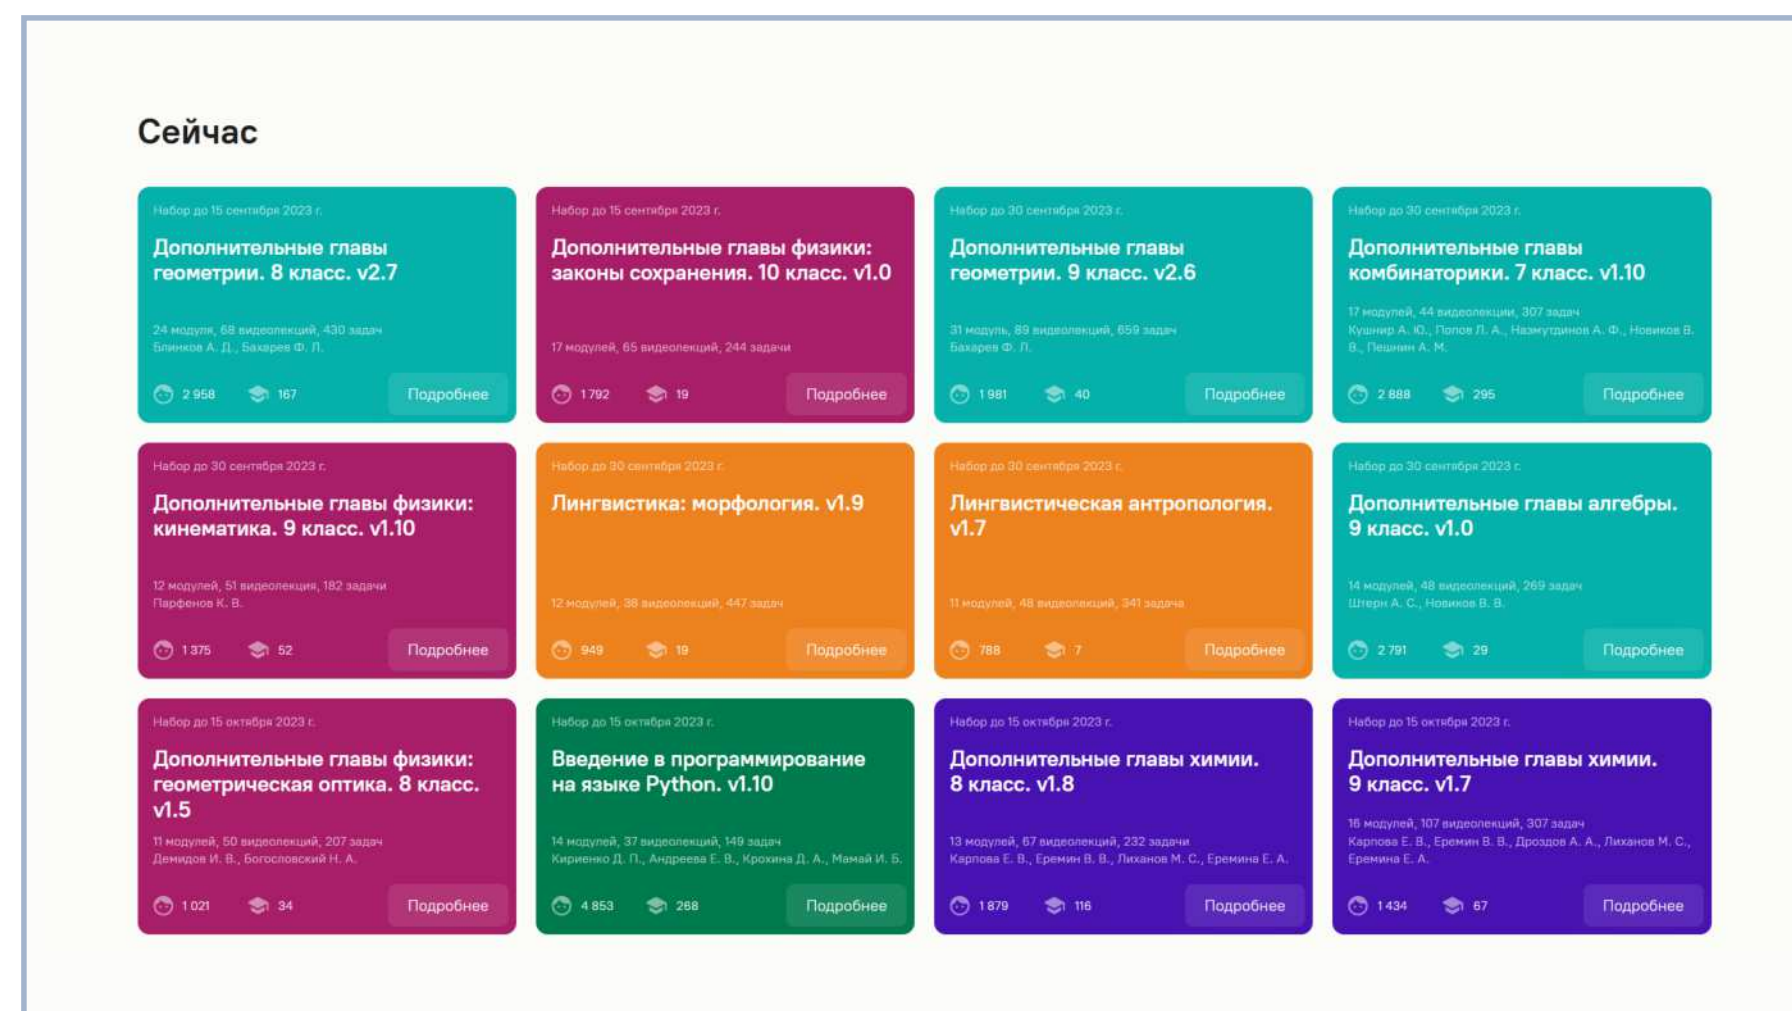 Сейчас
Набор до 15 сентября 2023 г.
Дополнительные главы
геометрии. 8 класс. v2.7
24 модуля, 68 видеолекций, 430 задач
Блинков А. Д., Бахарев Ф. Л.
2 958 167 Подробнее
Набор до 15 сентября 2023 г.
Дополнительные главы физики:
законы сохранения. 10 класс. v1.0
17 модулей, 65 видеолекций, 244 задачи
1 792 19 Подробнее
Набор до 30 сентября 2023 г.
Дополнительные главы
геометрии. 9 класс. v2.6
31 модуль, 89 видеолекций, 659 задач
Бахарев Ф. Л.
1 981 40 Подробнее
Набор до 30 сентября 2023 г.
Дополнительные главы
комбинаторики. 7 класс. v1.10
17 модулей, 44 видеолекции, 307 задач
Кушнир А. Ю., Попов Л. А., Назмутдинов А. Ф., Новиков В.
В., Пешнин А. М.
2 888 295 Подробнее
Набор до 30 сентября 2023 г.
Дополнительные главы физики:
кинематика. 9 класс. v1.10
12 модулей, 51 видеолекция, 182 задачи
Парфенов К. В.
1 375 52 Подробнее
Набор до 30 сентября 2023 г.
Лингвистика: морфология. v1.9
12 модулей, 38 видеолекций, 447 задач
949 19 Подробнее
Набор до 30 сентября 2023 г.
Лингвистическая антропология.
v1.7
11 модулей, 48 видеолекций, 341 задача
788 7 Подробнее
Набор до 30 сентября 2023 г.
Дополнительные главы алгебры.
9 класс. v1.0
14 модулей, 48 видеолекций, 269 задач
Штерн А. С., Новиков В. В.
2 791 29 Подробнее
Набор до 15 октября 2023 г.
Дополнительные главы физики:
геометрическая оптика. 8 класс.
v1.5
11 модулей, 50 видеолекций, 207 задач
Демидов И. В., Богословский Н. А.
1 021 34 Подробнее
Набор до 15 октября 2023 г.
Введение в программирование
на языке Python. v1.10
14 модулей, 37 видеолекций, 149 задач
Кириенко Д. П., Андреева Е. В., Крохина Д. А., Мамай И. Б.
4 853 268 Подробнее
Набор до 15 октября 2023 г.
Дополнительные главы химии.
8 класс. v1.8
13 модулей, 67 видеолекций, 232 задачи
Карпова Е. В., Еремин В. В., Лиханов М. С., Еремина Е. А.
1 879 116 Подробнее
Набор до 15 октября 2023 г.
Дополнительные главы химии.
9 класс. v1.7
16 модулей, 107 видеолекций, 307 задач
Карпова Е. В., Еремин В. В., Дроздов А. А., Лиханов М. С.,
Еремина Е. А.
1 434 67 Подробнее